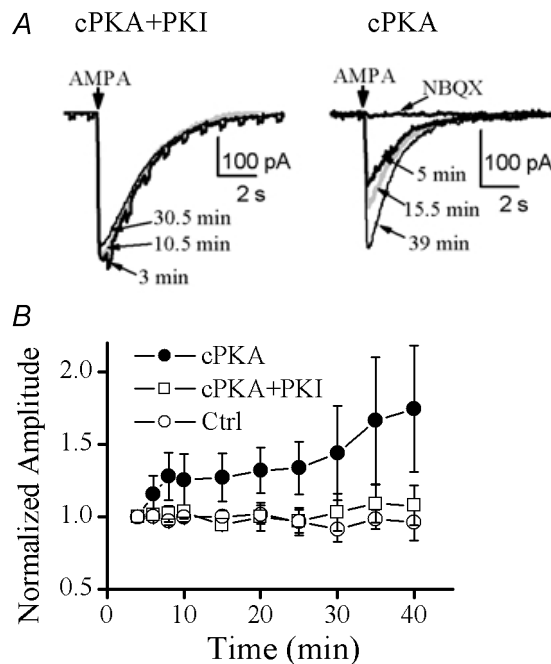 A
cPKA+PKI
cPKA
AMPA
100 pA
2 s
30.5 min
10.5 min
3 min
AMPA
NBQX
100 pA
2 s
5 min
15.5 min
39 min
B
Normalized Amplitude
2.0
1.5
1.0
0.5
cPKA
cPKA+PKI
Ctrl
0 10 20 30 40
Time (min)